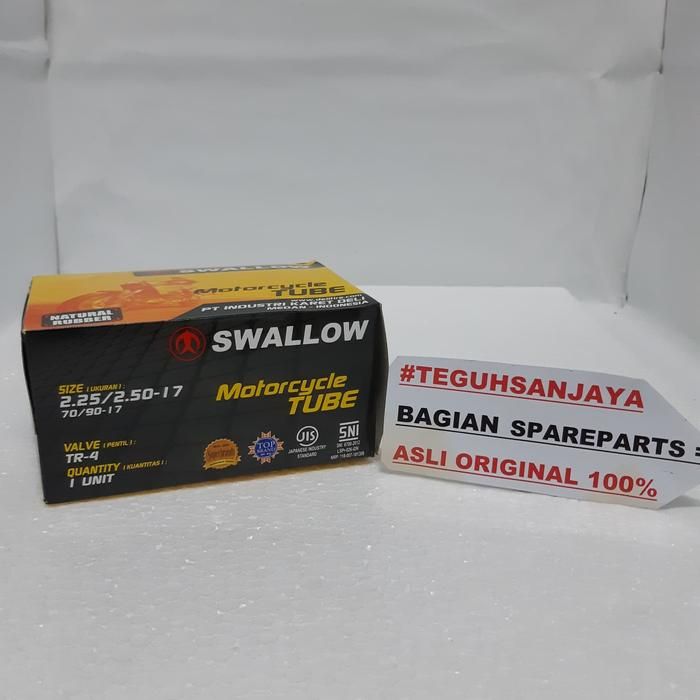 SWALLOW
Motorcycle
TUBE
PT INDUSTRI KARET DELI
MEDAN - INDONESIA
NATURAL
RUBBER
SWALLOW
SIZE [UKURAN]:
2.25/2.50-17
70/90-17
Motorcycle
TUBE
VALVE [PENTIL]:
TR-4
QUANTITY [KUANTITAS]:
1 UNIT
TOP
BRAND
JIS
JAPANESE INDUSTRY
STANDARD
SNI
#TEGUHSANJAYA
BAGIAN SPAREPARTS =
ASLI ORIGINAL 100%